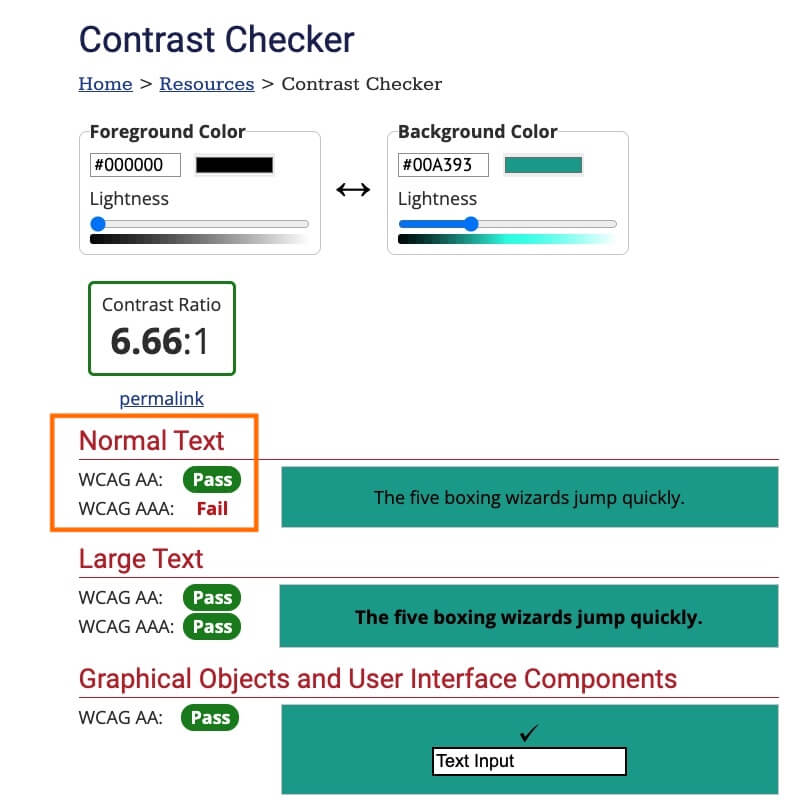 Contrast Checker
Home > Resources > Contrast Checker
Foreground Color
#000000
Lightness
Background Color
#00A393
Lightness
Contrast Ratio
6.66:1
permalink
Normal Text
WCAG AA: Pass
WCAG AAA: Fail
The five boxing wizards jump quickly.
Large Text
WCAG AA: Pass
WCAG AAA: Pass
The five boxing wizards jump quickly.
Graphical Objects and User Interface Components
WCAG AA: Pass
Text Input